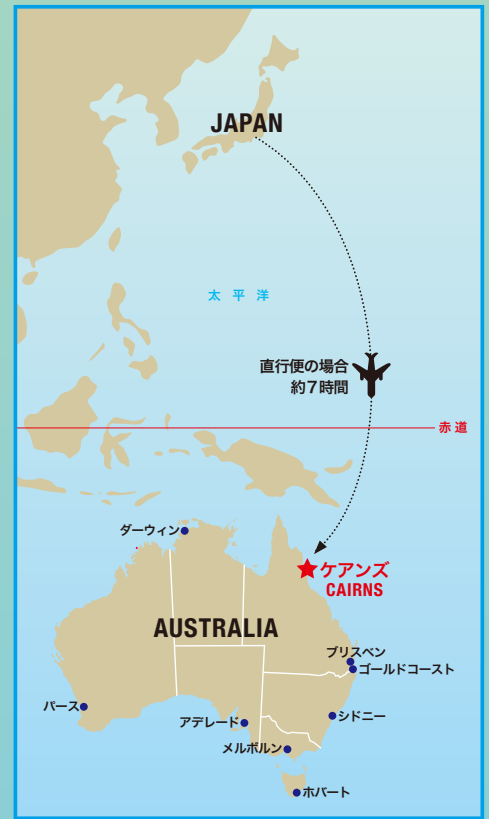 JAPAN
太平洋
直行便の場合
約7時間
赤道
ダーウィン
ケアンズ
CAIRNS
AUSTRALIA
ブリスベン
ゴールドコースト
パース
アデレード
シドニー
メルボルン
ホバート